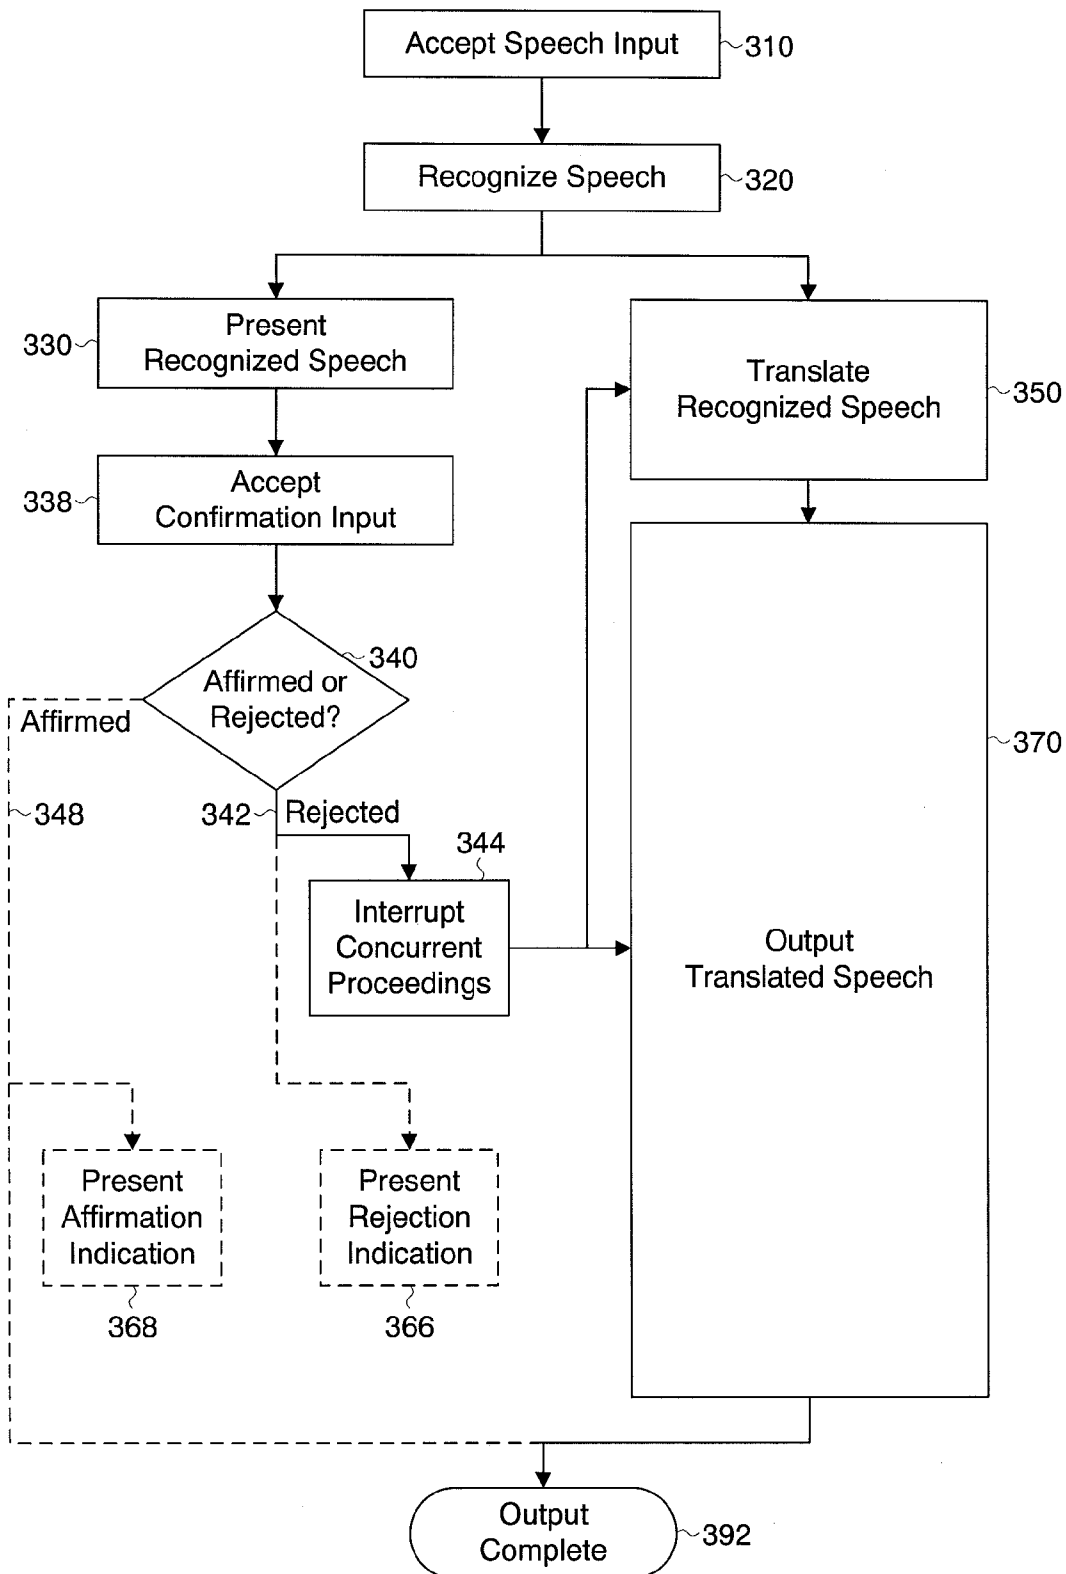 Accept Speech Input
310
Recognize Speech
320
330
Present
Recognized Speech
Translate
Recognized Speech
350
338
Accept
Confirmation Input
340
Affirmed or
Rejected?
Affirmed
348
342
Rejected
344
Interrupt
Concurrent
Proceedings
370
Output
Translated Speech
Present
Affirmation
Indication
368
Present
Rejection
Indication
366
Output
Complete
392